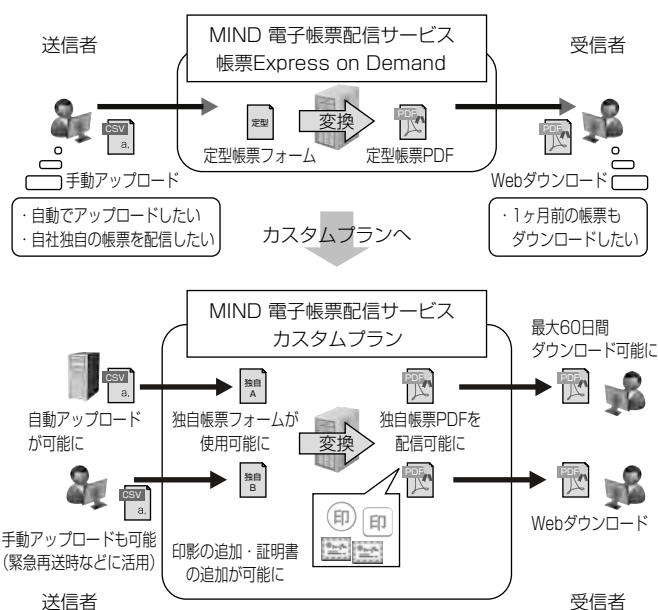 送信者
MIND 電子帳票配信サービス
帳票Express on Demand
受信者
CSV
a,
定型
変換
PDF
PDF
定型帳票フォーム
定型帳票PDF
手動アップロード
Webダウンロード
・自動でアップロードしたい
・自社独自の帳票を配信したい
カスタムプランへ
・1ヶ月前の帳票も
ダウンロードしたい
MIND 電子帳票配信サービス
カスタムプラン
最大60日間
ダウンロード可能に
CSV
a,
独自
A
PDF
PDF
自動アップロード
が可能に
独自帳票フォームが
使用可能に
変換
独自帳票PDFを
配信可能に
CSV
a,
独自
B
PDF
PDF
印
印
Webダウンロード
手動アップロードも可能
(緊急再送時などに活用)
印影の追加・証明書
の追加が可能に
送信者
受信者